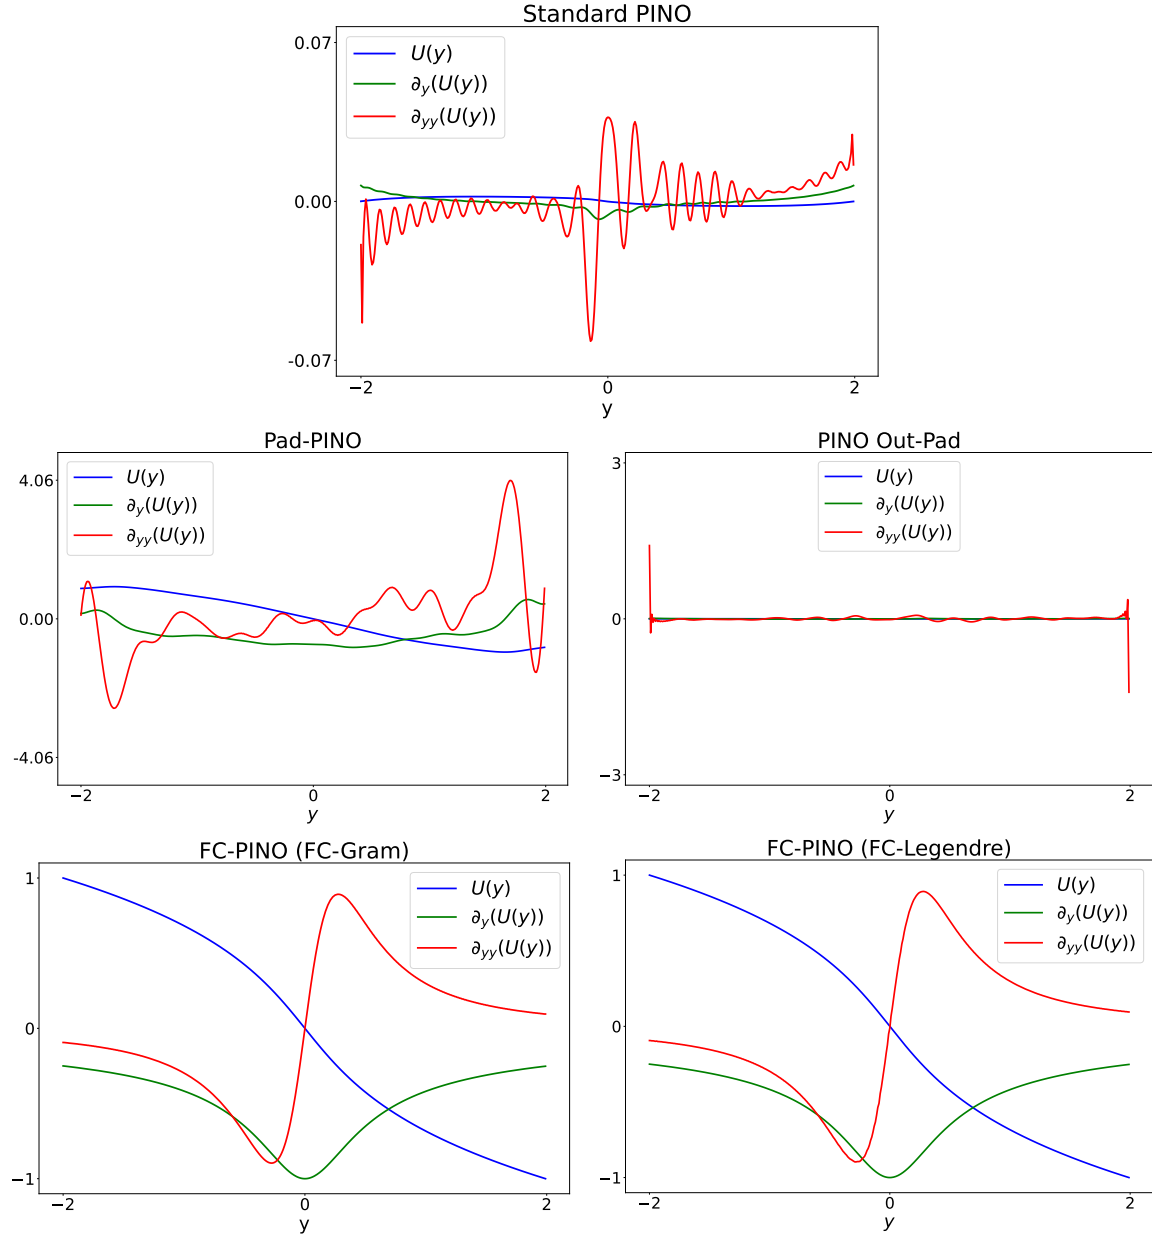 Standard PINO
0.07
0.00
-0.07
U(y)
∂y(U(y))
∂yy(U(y))
−2 0 2
y
Pad-PINO
4.06
0.00
-4.06
U(y)
∂y(U(y))
∂yy(U(y))
−2 0 2
y
PINO Out-Pad
3
0
−3
U(y)
∂y(U(y))
∂yy(U(y))
−2 0 2
y
FC-PINO (FC-Gram)
1
0
−1
U(y)
∂y(U(y))
∂yy(U(y))
−2 0 2
y
FC-PINO (FC-Legendre)
1
0
−1
U(y)
∂y(U(y))
∂yy(U(y))
−2 0 2
y